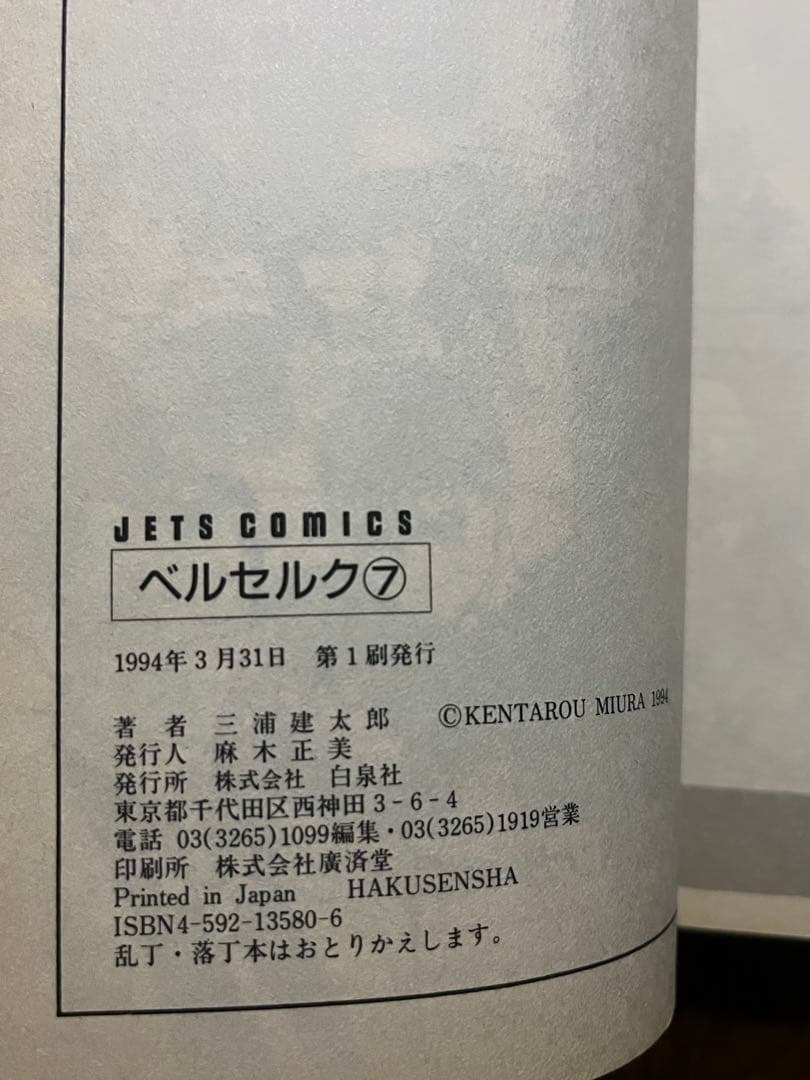 JETS COMICS
ベルセルク⑦
1994年3月31日 第1刷発行
著者 三浦建太郎 ©KENTAROU MIURA 1994
発行人 麻木正美
発行所 株式会社 白泉社
東京都千代田区西神田3-6-4
電話 03(3265)1099編集・03(3265)1919営業
印刷所 株式会社廣済堂
Printed in Japan HAKUSENSHA
ISBN4-592-13580-6
乱丁・落丁本はおとりかえします。